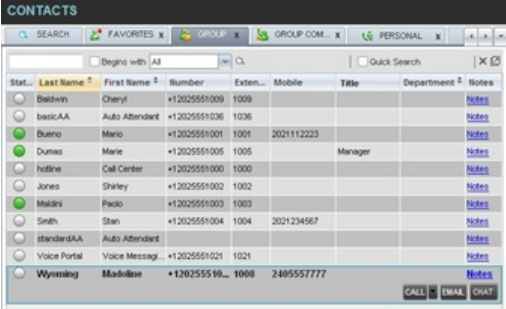 CONTACTS
SEARCH FAVORITES x GROUP x GROUP COM... x PERSONAL x
Begins with All Quick Search
Stat... Last Name First Name Number Exten... Mobile Title Department Notes
Baldwin Cheryl +12025551009 1009 Notes
basicAA Auto Attendant +12025551036 1036 Notes
Bueno Mario +12025551001 1001 2021112223 Notes
Dumas Marie +12025551005 1005 Manager Notes
hotline Call Center +12025551000 1000 Notes
Jones Shirley +12025551002 1002 Notes
Maldini Paolo +12025551003 1003 Notes
Smith Stan +12025551004 1004 2021234567 Notes
standardAA Auto Attendant Notes
Voice Portal Voice Messagi... +12025551021 1021 Notes
Wyoming Madoline +120255510... 1008 2405557777 Notes
CALL EMAIL CHAT